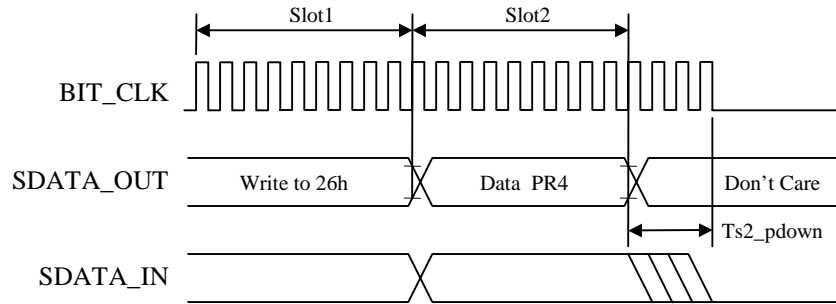 Slot1 Slot2
BIT_CLK
SDATA_OUT Write to 26h Data PR4 Don't Care
Ts2_pdown
SDATA_IN